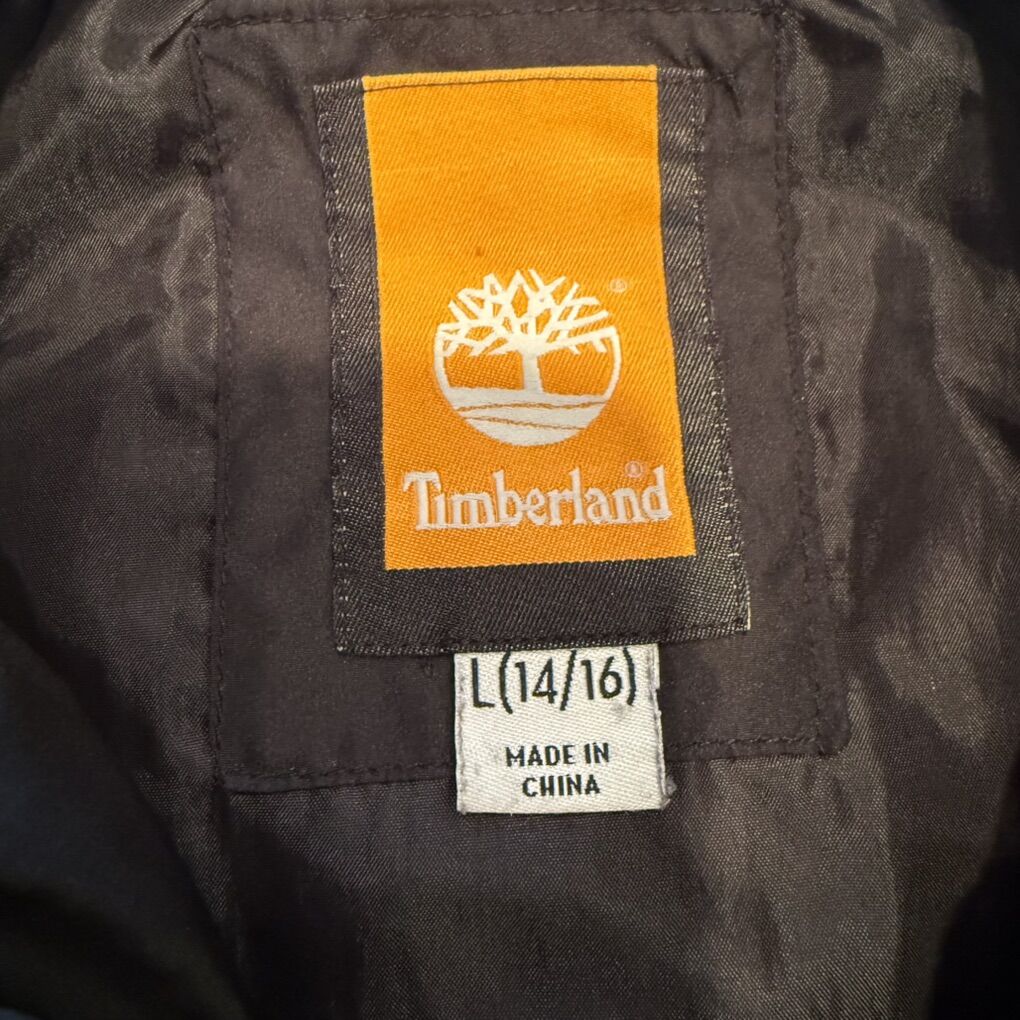 ®
Timberland®
L(14/16)
MADE IN
CHINA